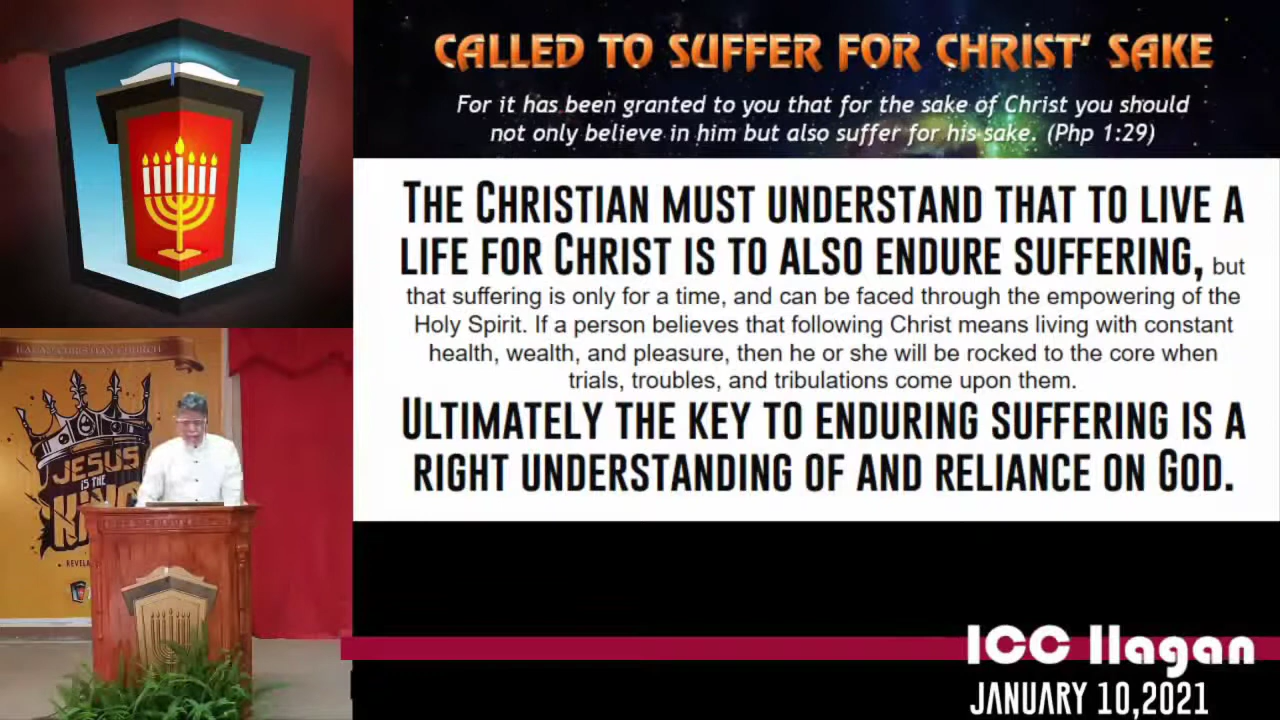 CALLED TO SUFFER FOR CHRIST' SAKE
For it has been granted to you that for the sake of Christ you should
not only believe in him but also suffer for his sake. (Php 1:29)
THE CHRISTIAN MUST UNDERSTAND THAT TO LIVE A
LIFE FOR CHRIST IS TO ALSO ENDURE SUFFERING, but
that suffering is only for a time, and can be faced through the empowering of the
Holy Spirit. If a person believes that following Christ means living with constant
health, wealth, and pleasure, then he or she will be rocked to the core when
trials, troubles, and tribulations come upon them.
ULTIMATELY THE KEY TO ENDURING SUFFERING IS A
RIGHT UNDERSTANDING OF AND RELIANCE ON GOD.
ILAGAN CHRISTIAN CHURCH
JESUS
IS THE
KING
ICC Ilagan
JANUARY 10,2021